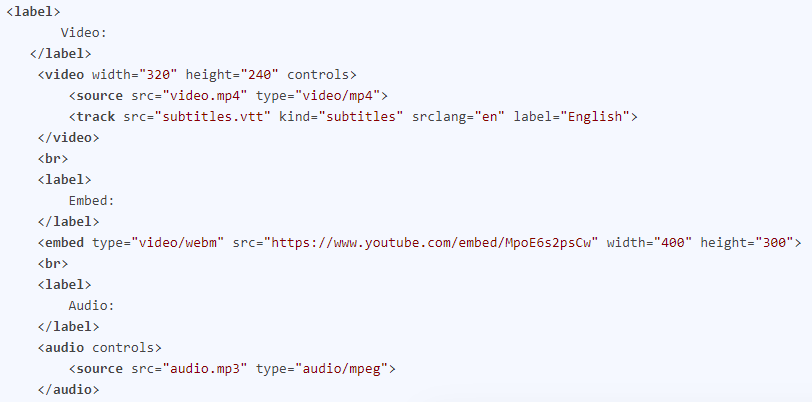 <label>
Video:
</label>
<video width="320" height="240" controls>
<source src="video.mp4" type="video/mp4">
<track src="subtitles.vtt" kind="subtitles" srclang="en" label="English">
</video>
<br>
<label>
Embed:
</label>
<embed type="video/webm" src="https://www.youtube.com/embed/MpoE6s2psCw" width="400" height="300">
<br>
<label>
Audio:
</label>
<audio controls>
<source src="audio.mp3" type="audio/mpeg">
</audio>